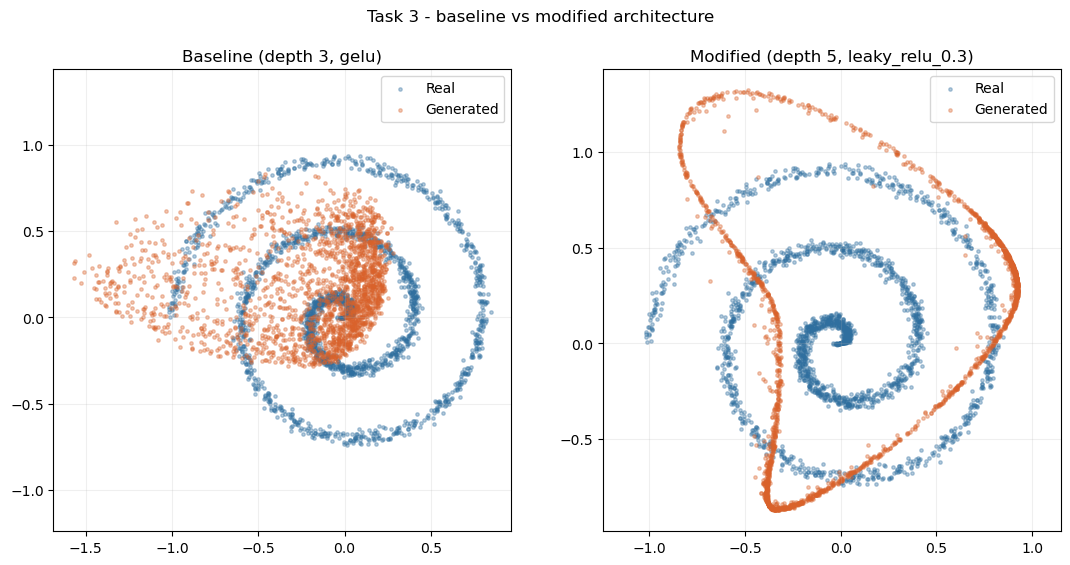 Task 3 - baseline vs modified architecture
Baseline (depth 3, gelu)
Real
Generated
1.0
0.5
0.0
−0.5
−1.0
−1.5
−1.0
−0.5
0.0
0.5
Modified (depth 5, leaky_relu_0.3)
Real
Generated
1.0
0.5
0.0
−0.5
−1.0
−0.5
0.0
0.5
1.0